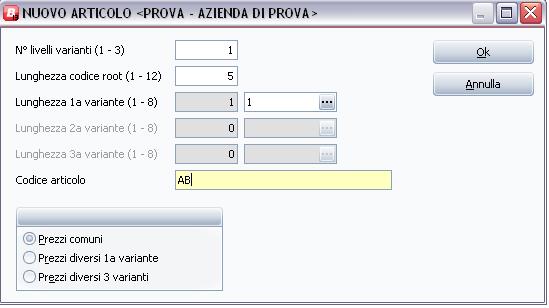 NUOVO ARTICOLO <PROVA - AZIENDA DI PROVA>
N° livelli varianti (1 - 3) 1
Ok
Lunghezza codice root (1 - 12) 5
Annulla
Lunghezza 1a variante (1 - 8) 1 1 ...
Lunghezza 2a variante (1 - 8) 0 ...
Lunghezza 3a variante (1 - 8) 0 ...
Codice articolo AB
Prezzi comuni
Prezzi diversi 1a variante
Prezzi diversi 3 varianti